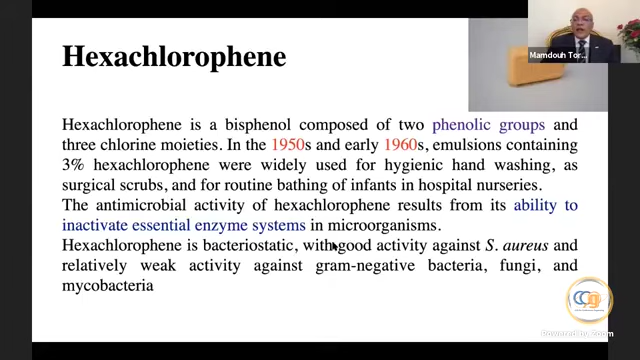 Hexachlorophene
Mamdouh Tor...
Hexachlorophene is a bisphenol composed of two phenolic groups and
three chlorine moieties. In the 1950s and early 1960s, emulsions containing
3% hexachlorophene were widely used for hygienic hand washing, as
surgical scrubs, and for routine bathing of infants in hospital nurseries.
The antimicrobial activity of hexachlorophene results from its ability to
inactivate essential enzyme systems in microorganisms.
Hexachlorophene is bacteriostatic, with good activity against S. aureus and
relatively weak activity against gram-negative bacteria, fungi, and
mycobacteria
Powered by Zoom